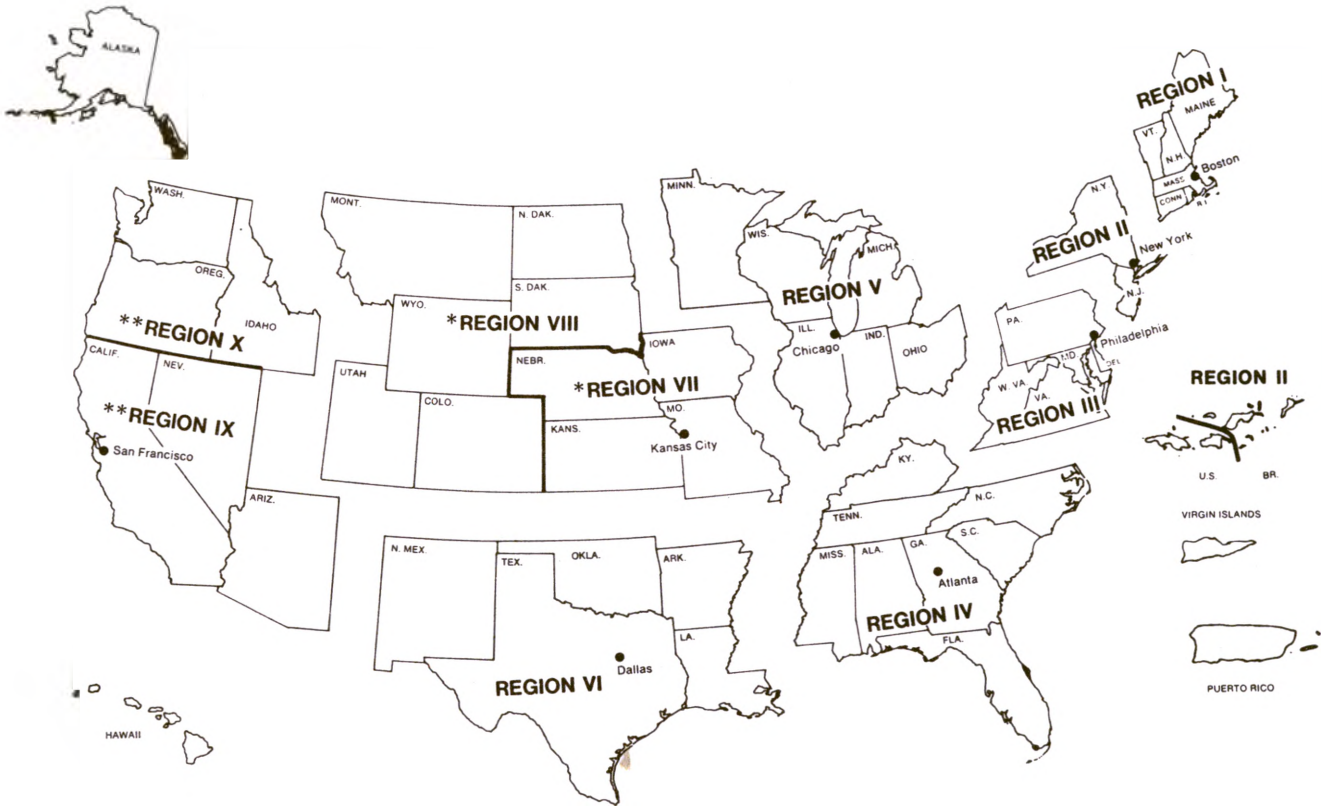 ALASKA
REGION I
MAINE
VT.
N.H.
Boston
MASS
CONN
R I
N.Y.
REGION II
New York
N.J.
WASH.
MONT.
N. DAK.
MINN.
WIS.
MICH.
OREG.
S. DAK.
REGION V
WYO.
IDAHO
**REGION X
*REGION VIII
ILL.
IND.
OHIO
Chicago
PA.
Philadelphia
MD.
DEL
W. VA.
VA.
REGION III
CALIF.
NEV.
UTAH
NEBR.
IOWA
*REGION VII
COLO.
MO.
KANS.
Kansas City
**REGION IX
San Francisco
REGION II
U.S. BR.
VIRGIN ISLANDS
KY.
ARIZ.
N.C.
TENN.
S.C.
N. MEX.
TEX.
OKLA.
ARK.
MISS.
ALA.
GA.
Atlanta
REGION IV
FLA.
LA.
Dallas
REGION VI
PUERTO RICO
HAWAII